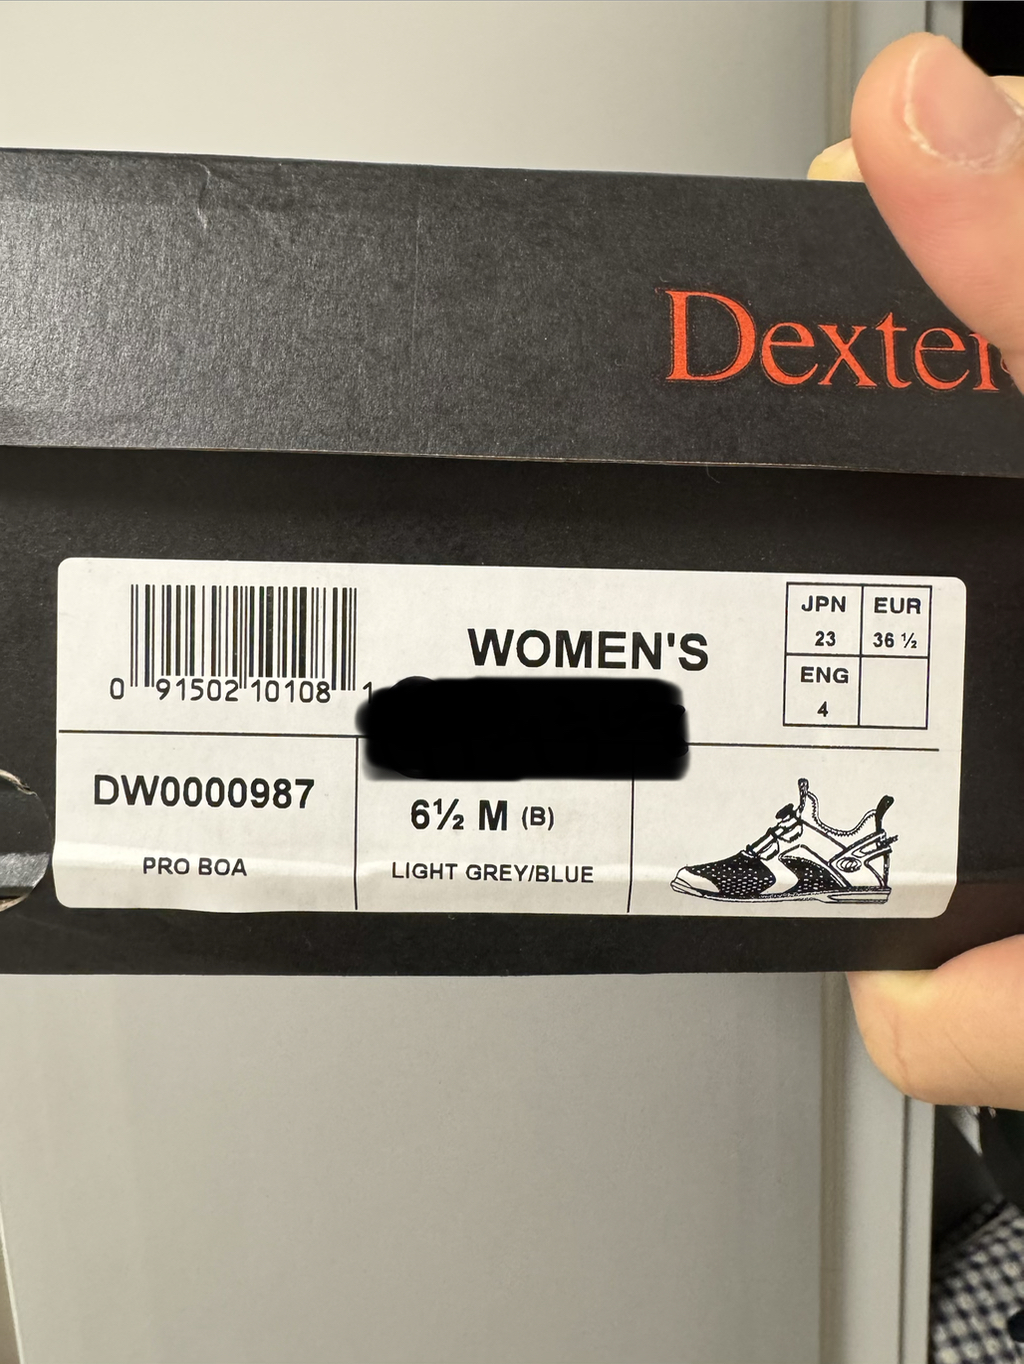 Dexter
0 91502 10108 1
WOMEN'S
JPN EUR
23 36 ½
ENG
4
DW0000987
PRO BOA
6½ M (B)
LIGHT GREY/BLUE